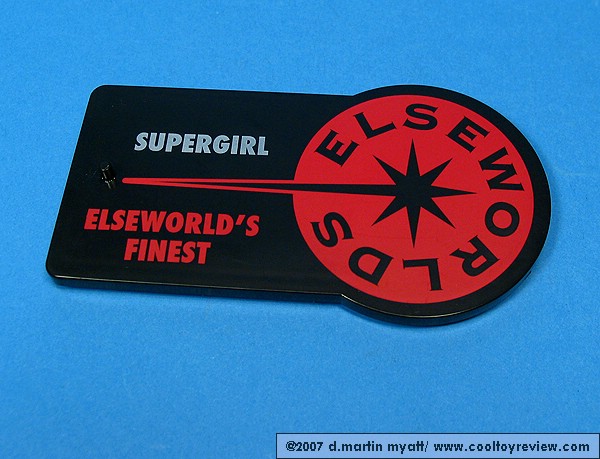 SUPERGIRL
ELSEWORLD'S
FINEST
ELSEWORLDS
©2007 d.martin myatt/ www.cooltoyreview.com